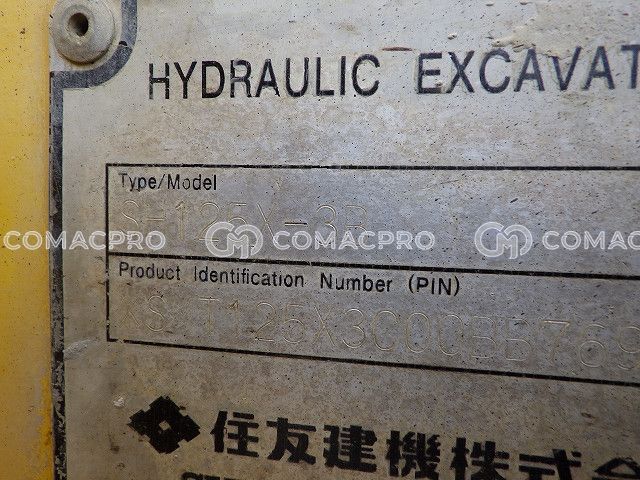 HYDRAULIC EXCAVAT
Type/Model
SH125X-3B
COMACPRO COMACPRO COMACPRO
Product Identification Number (PIN)
住友建機株式会